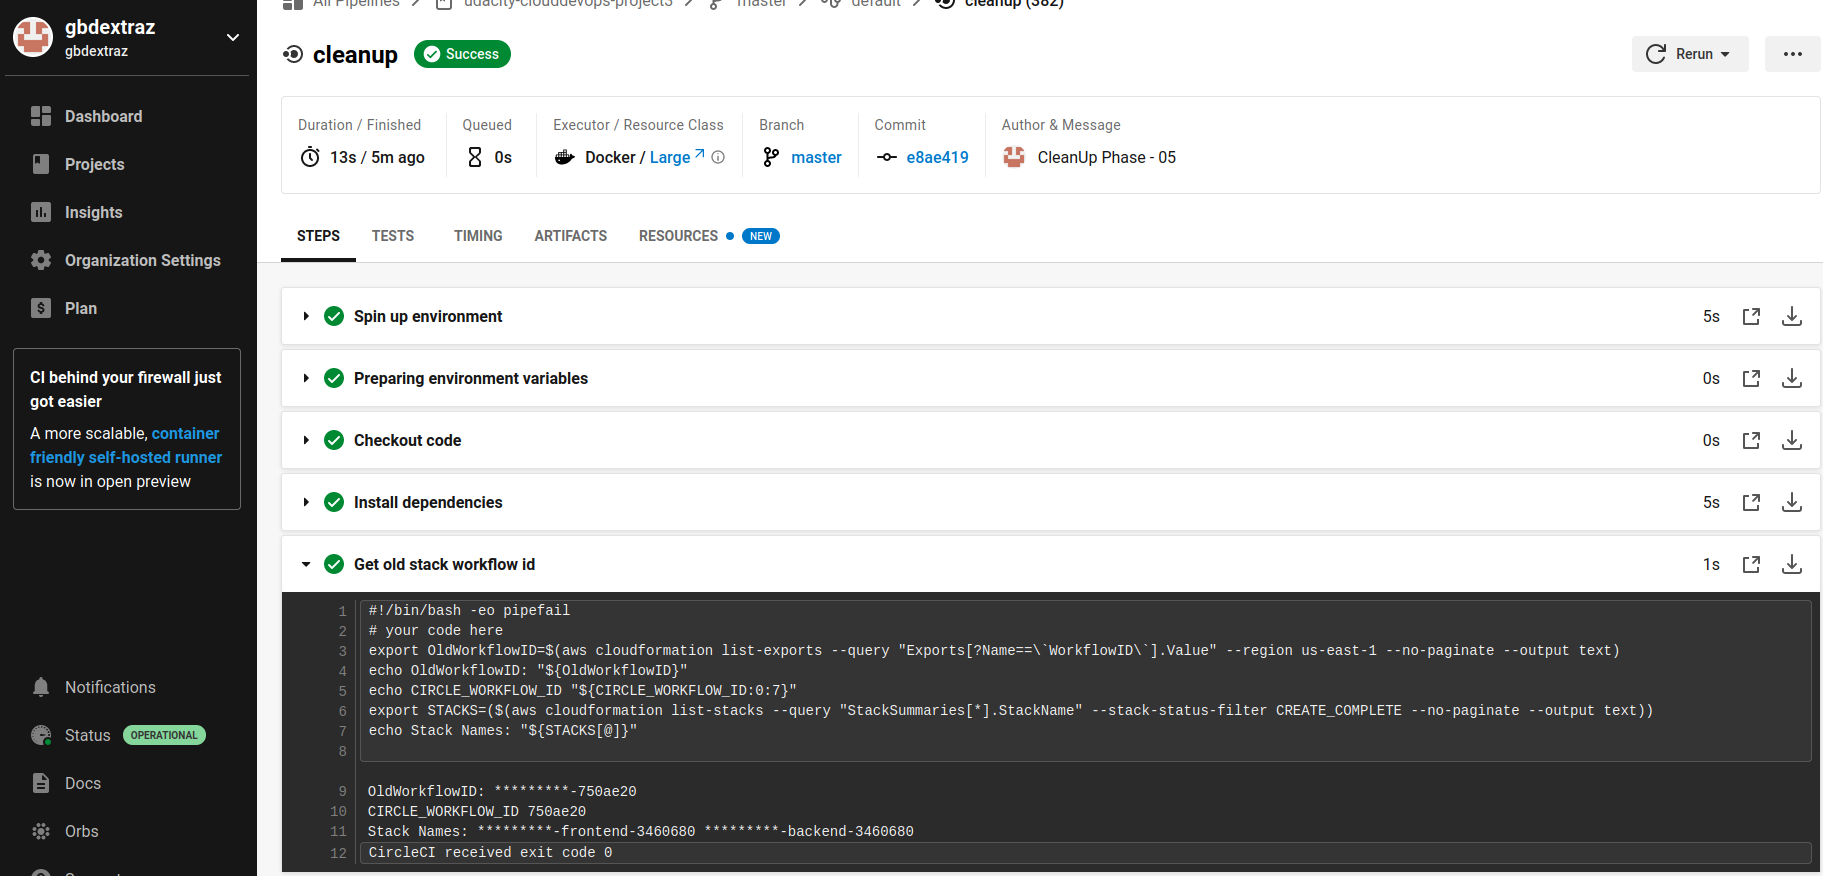 gbdextraz
gbdextraz
Dashboard
Projects
Insights
Organization Settings
Plan
CI behind your firewall just
got easier
A more scalable, container
friendly self-hosted runner
is now in open preview
Notifications
Status OPERATIONAL
Docs
Orbs
All Pipelines udacity-clouddevops-project3 master default cleanup (382)
cleanup Success
Rerun
Duration / Finished
13s / 5m ago
Queued
0s
Executor / Resource Class
Docker / Large
Branch
master
Commit
e8ae419
Author & Message
CleanUp Phase - 05
STEPS TESTS TIMING ARTIFACTS RESOURCES NEW
Spin up environment 5s
Preparing environment variables 0s
Checkout code 0s
Install dependencies 5s
Get old stack workflow id 1s
1 #!/bin/bash -eo pipefail
2 # your code here
3 export OldWorkflowID=$(aws cloudformation list-exports --query "Exports[?Name==\`WorkflowID\`].Value" --region us-east-1 --no-paginate --output text)
4 echo OldWorkflowID: "${OldWorkflowID}"
5 echo CIRCLE_WORKFLOW_ID "${CIRCLE_WORKFLOW_ID:0:7}"
6 export STACKS=($(aws cloudformation list-stacks --query "StackSummaries[*].StackName" --stack-status-filter CREATE_COMPLETE --no-paginate --output text))
7 echo Stack Names: "${STACKS[@]}"
8
9 OldWorkflowID: *********-750ae20
10 CIRCLE_WORKFLOW_ID 750ae20
11 Stack Names: *********-frontend-3460680 *********-backend-3460680
12 CircleCI received exit code 0